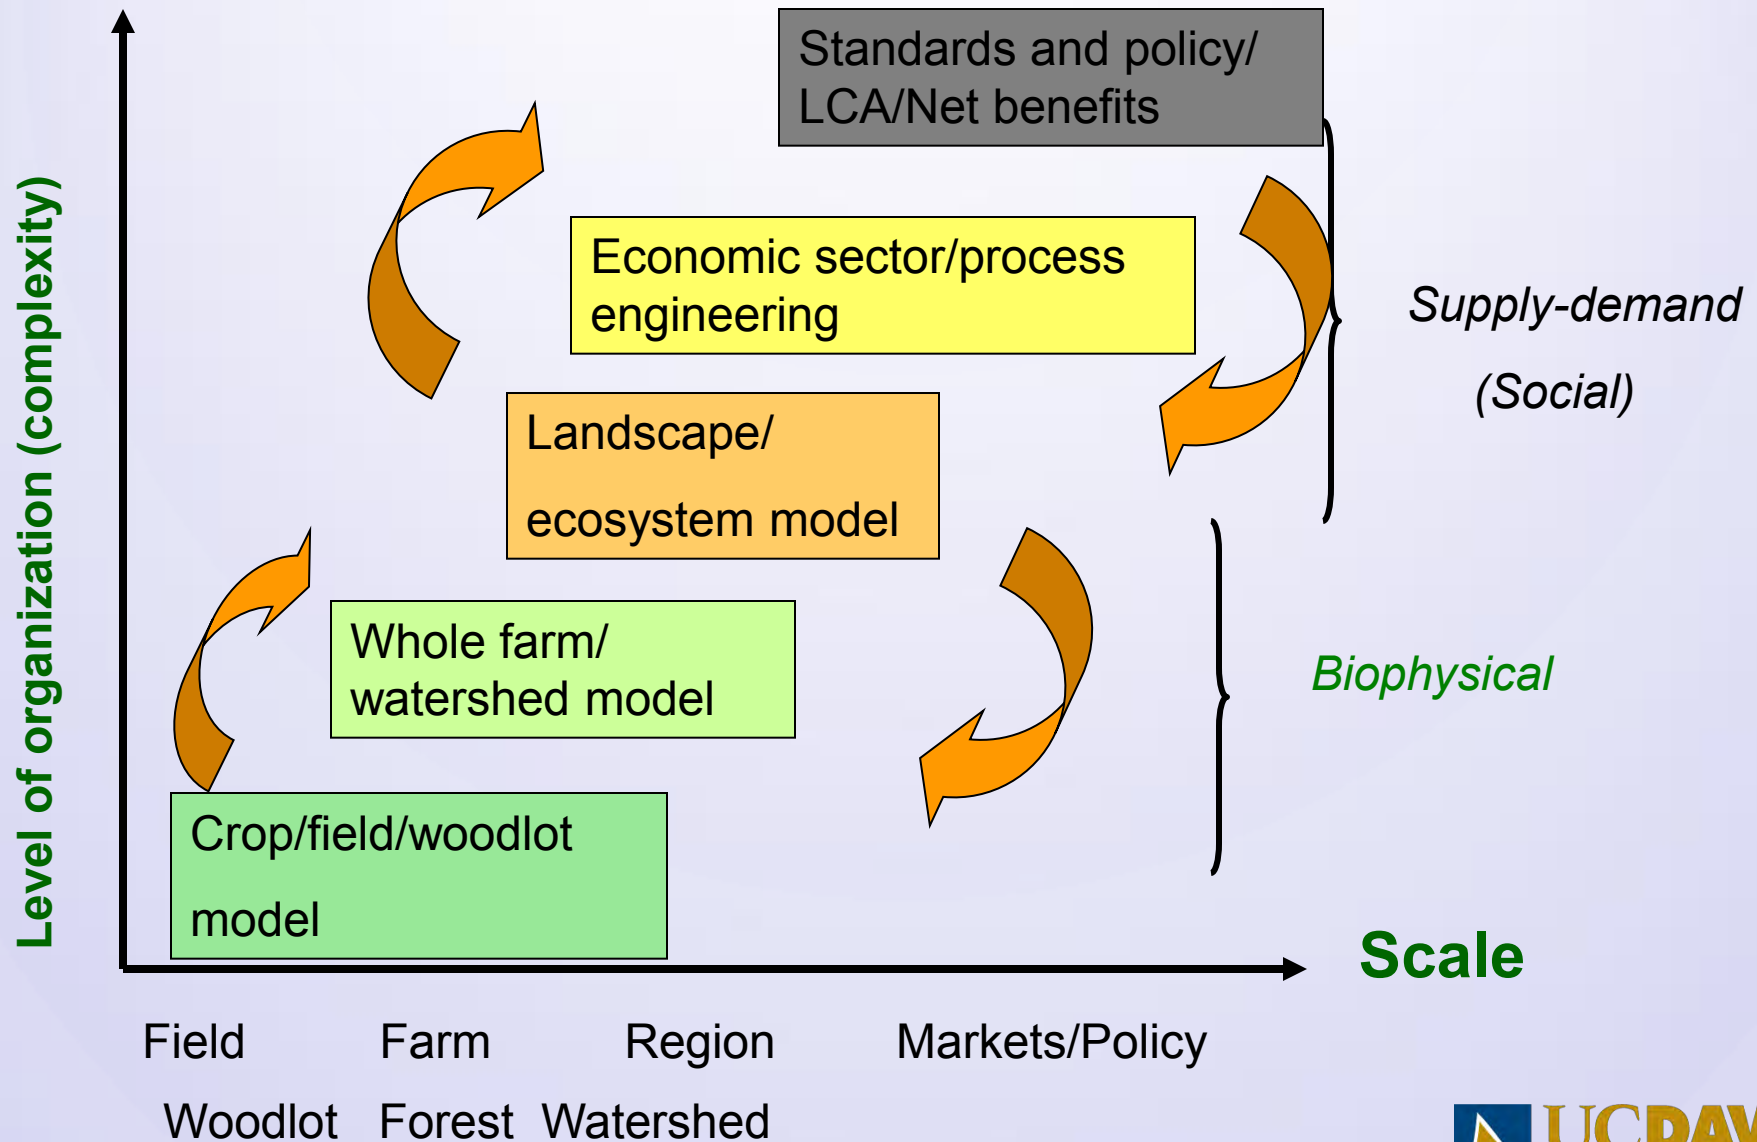 Standards and policy/
LCA/Net benefits
Economic sector/process
engineering
Supply-demand
(Social)
Landscape/
ecosystem model
Whole farm/
watershed model
Biophysical
Crop/field/woodlot
model
Level of organization (complexity)
Scale
Field Farm Region Markets/Policy
Woodlot Forest Watershed